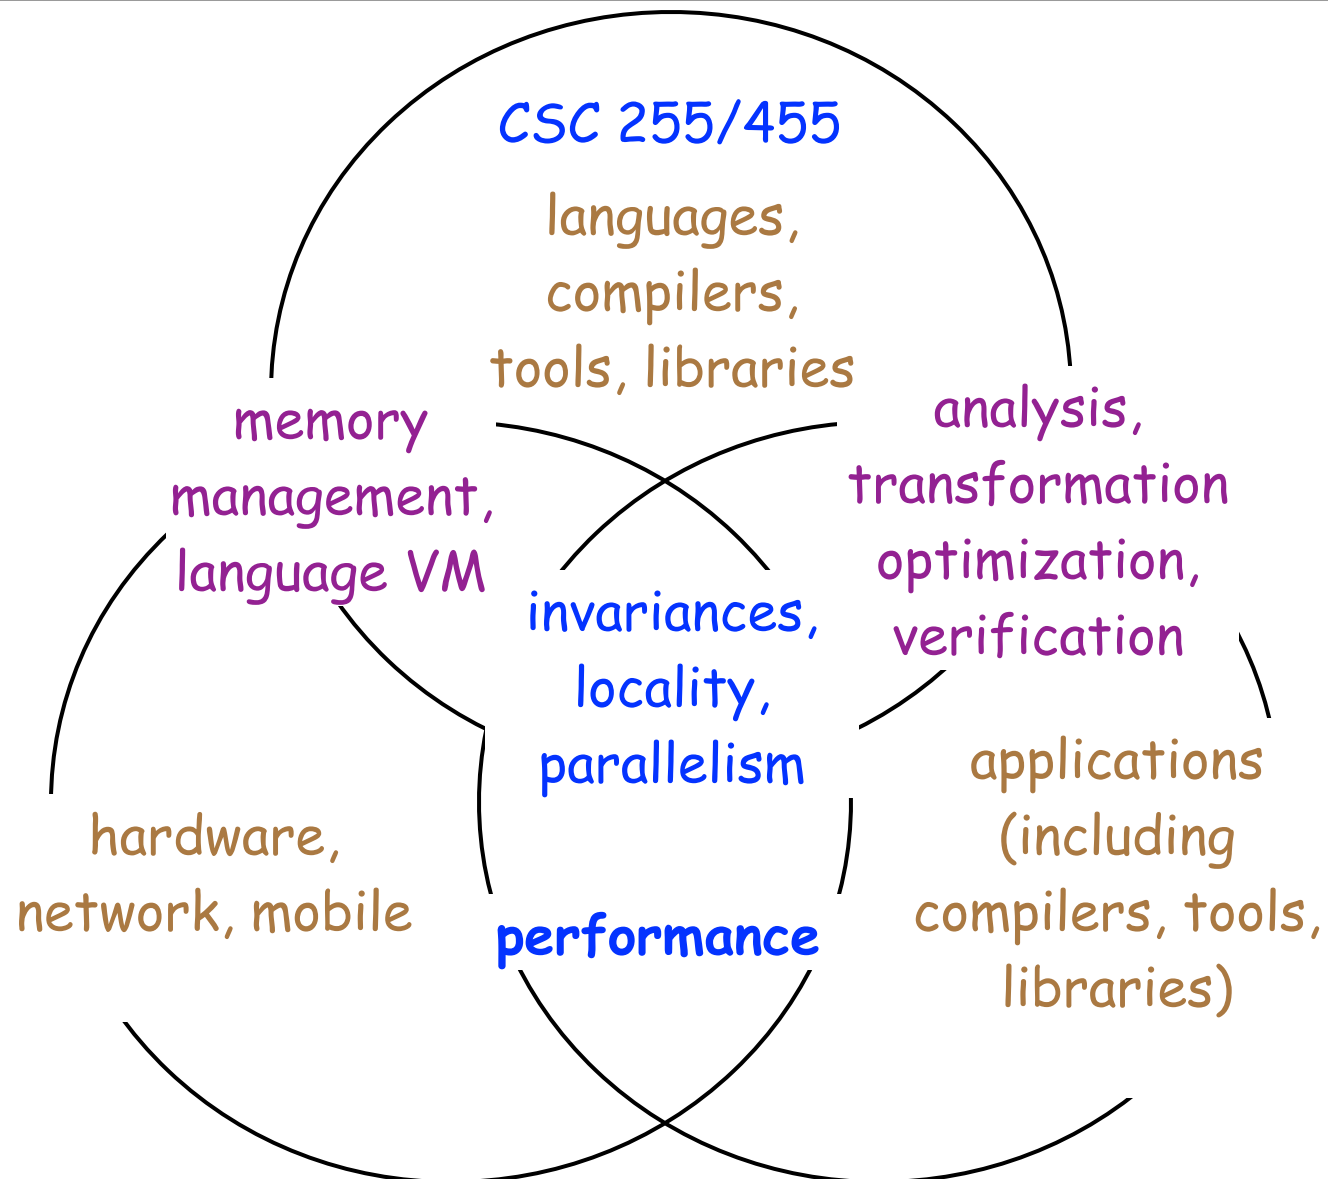 CSC 255/455
languages,
compilers,
tools, libraries
memory
management,
language VM
analysis,
transformation
optimization,
verification
invariances,
locality,
parallelism
hardware,
network, mobile
applications
(including
compilers, tools,
libraries)
performance